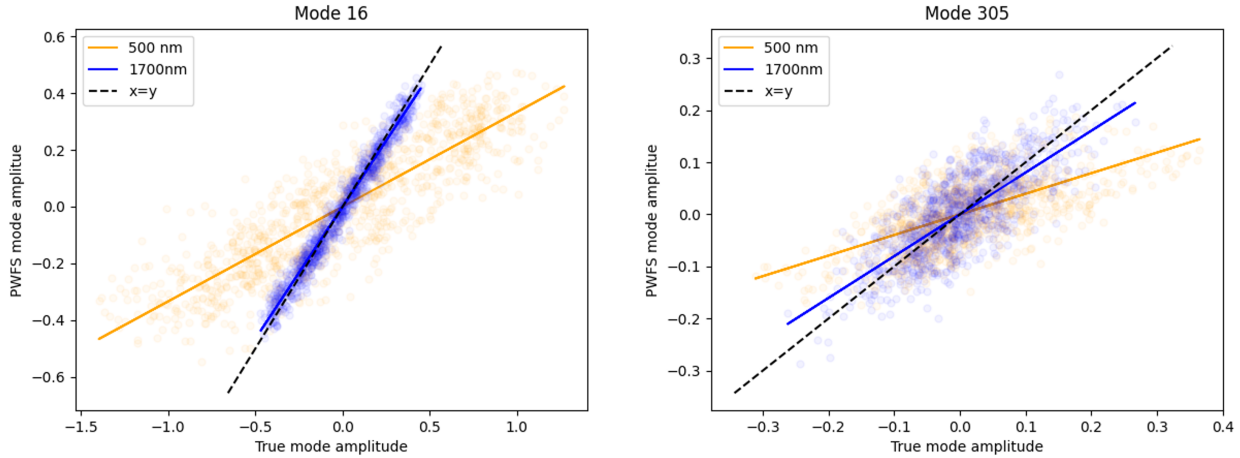 Mode 16
500 nm
1700nm
x=y
0.6
0.4
0.2
0.0
−0.2
−0.4
−0.6
PWFS mode amplitue
−1.5 −1.0 −0.5 0.0 0.5 1.0
True mode amplitude
Mode 305
500 nm
1700nm
x=y
0.3
0.2
0.1
0.0
−0.1
−0.2
−0.3
PWFS mode amplitue
−0.3 −0.2 −0.1 0.0 0.1 0.2 0.3 0.4
True mode amplitude